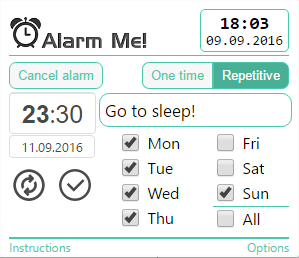 Alarm Me!
18:03
09.09.2016
Cancel alarm
One time
Repetitive
23:30
Go to sleep!
11.09.2016
Mon
Fri
Tue
Sat
Wed
Sun
Thu
All
Instructions
Options